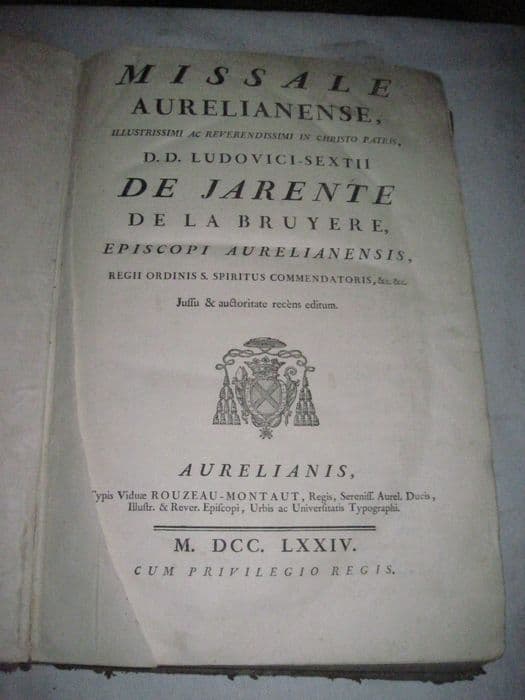 MISSALE
AURELIANENSE,
ILLUSTRISSIMI AC REVERENDISSIMI IN CHRISTO PATRIS,
D. D. LUDOVICI-SEXTII
DE JARENTE
DE LA BRUYERE,
EPISCOPI AURELIANENSIS,
REGII ORDINIS S. SPIRITUS COMMENDATORIS, &c. &c.
Juſſu & auctoritate recèns editum.
AURELIANIS,
Typis Viduæ ROUZEAU-MONTAUT, Regis, Sereniſſ. Aurel. Ducis,
Illuſtr. & Rever. Epiſcopi, Urbis ac Univerſitatis Typographi.
M. DCC. LXXIV.
CUM PRIVILEGIO REGIS.